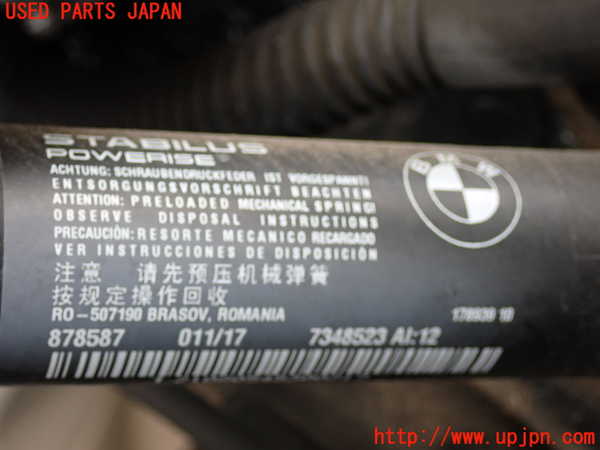 USED PARTS JAPAN
STABILUS
POWERISE
BMW
ACHTUNG: SCHRAUBENDRUCKFEDER IST VORGESPANNT!
ENTSORGUNGSVORSCHRIFT BEACHTEN
ATTENTION: PRELOADED MECHANICAL SPRING!
OBSERVE DISPOSAL INSTRUCTIONS
PRECAUCIÓN: RESORTE MECANICO RECARGADO
VER INSTRUCCIONES DE DISPOSICIÓN
注意 请先预压机械弹簧
按规定操作回收
RO-507190 BRASOV, ROMANIA
878587 011/17 7348523 AI:12
http://www.upjpn.com/